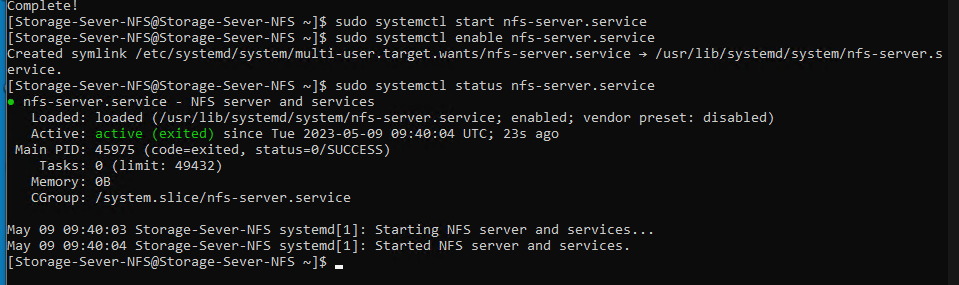 Complete!
[Storage-Sever-NFS@Storage-Sever-NFS ~]$ sudo systemctl start nfs-server.service
[Storage-Sever-NFS@Storage-Sever-NFS ~]$ sudo systemctl enable nfs-server.service
Created symlink /etc/systemd/system/multi-user.target.wants/nfs-server.service → /usr/lib/systemd/system/nfs-server.s
ervice.
[Storage-Sever-NFS@Storage-Sever-NFS ~]$ sudo systemctl status nfs-server.service
● nfs-server.service - NFS server and services
   Loaded: loaded (/usr/lib/systemd/system/nfs-server.service; enabled; vendor preset: disabled)
   Active: active (exited) since Tue 2023-05-09 09:40:04 UTC; 23s ago
 Main PID: 45975 (code=exited, status=0/SUCCESS)
    Tasks: 0 (limit: 49432)
   Memory: 0B
   CGroup: /system.slice/nfs-server.service

May 09 09:40:03 Storage-Sever-NFS systemd[1]: Starting NFS server and services...
May 09 09:40:04 Storage-Sever-NFS systemd[1]: Started NFS server and services.
[Storage-Sever-NFS@Storage-Sever-NFS ~]$